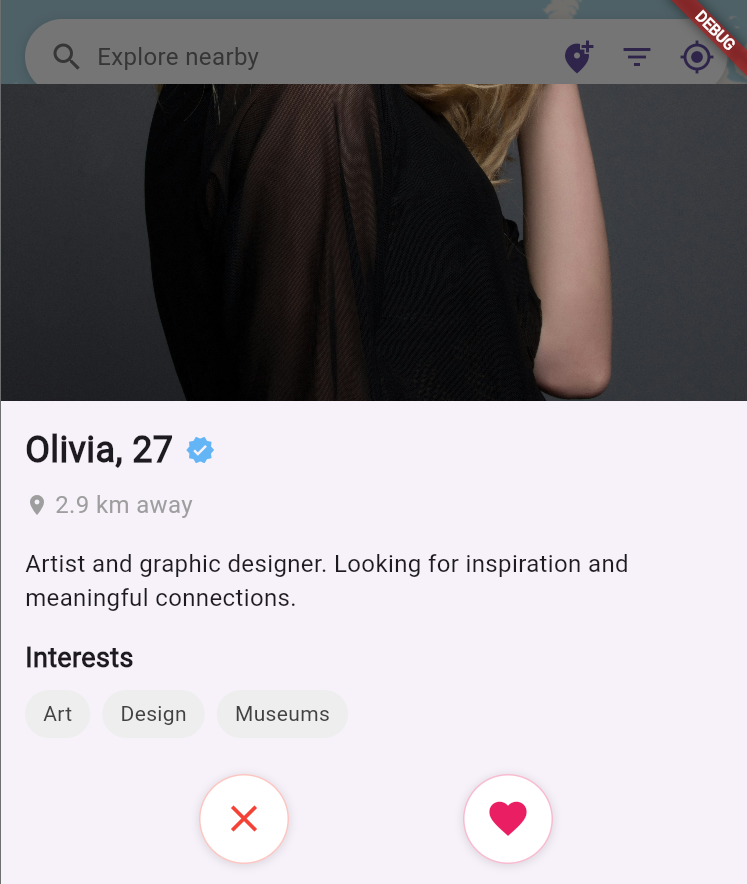 Explore nearby
DEBUG
Olivia, 27
2.9 km away
Artist and graphic designer. Looking for inspiration and
meaningful connections.
Interests
Art
Design
Museums